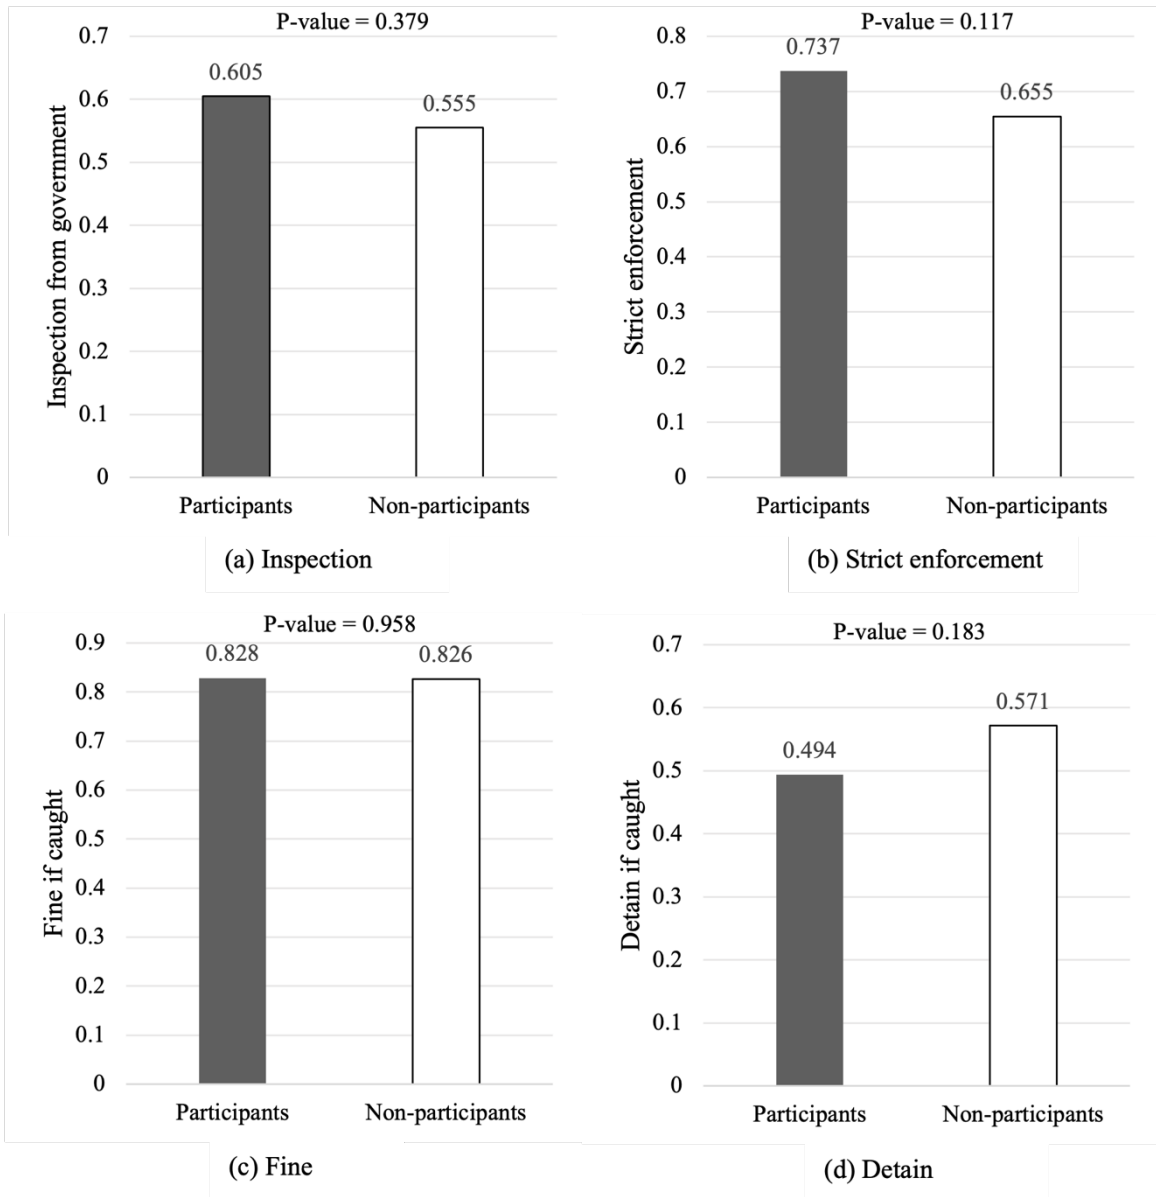 P-value = 0.379
0.7
0.6
0.5
0.4
0.3
0.2
0.1
0
Inspection from government
0.605
0.555
Participants
Non-participants
(a) Inspection
P-value = 0.117
0.8
0.7
0.6
0.5
0.4
0.3
0.2
0.1
0
Strict enforcement
0.737
0.655
Participants
Non-participants
(b) Strict enforcement
P-value = 0.958
0.9
0.8
0.7
0.6
0.5
0.4
0.3
0.2
0.1
0
Fine if caught
0.828
0.826
Participants
Non-participants
(c) Fine
P-value = 0.183
0.7
0.6
0.5
0.4
0.3
0.2
0.1
0
Detain if caught
0.494
0.571
Participants
Non-participants
(d) Detain